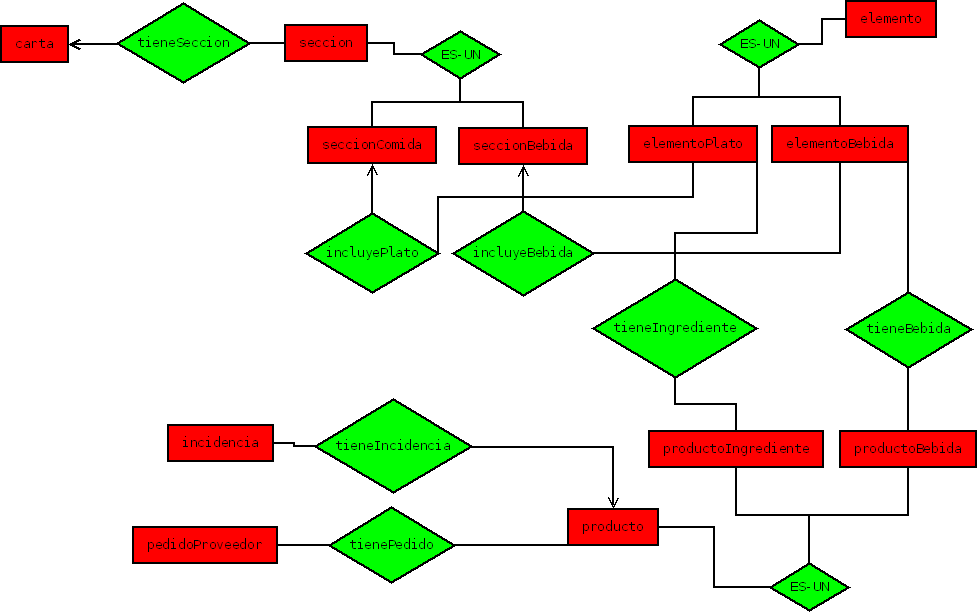 elemento
carta
tieneSeccion
seccion
ES-UN
ES-UN
seccionComida
seccionBebida
elementoPlato
elementoBebida
incluyePlato
incluyeBebida
tieneIngrediente
tieneBebida
incidencia
tieneIncidencia
productoIngrediente
productoBebida
producto
pedidoProveedor
tienePedido
ES-UN